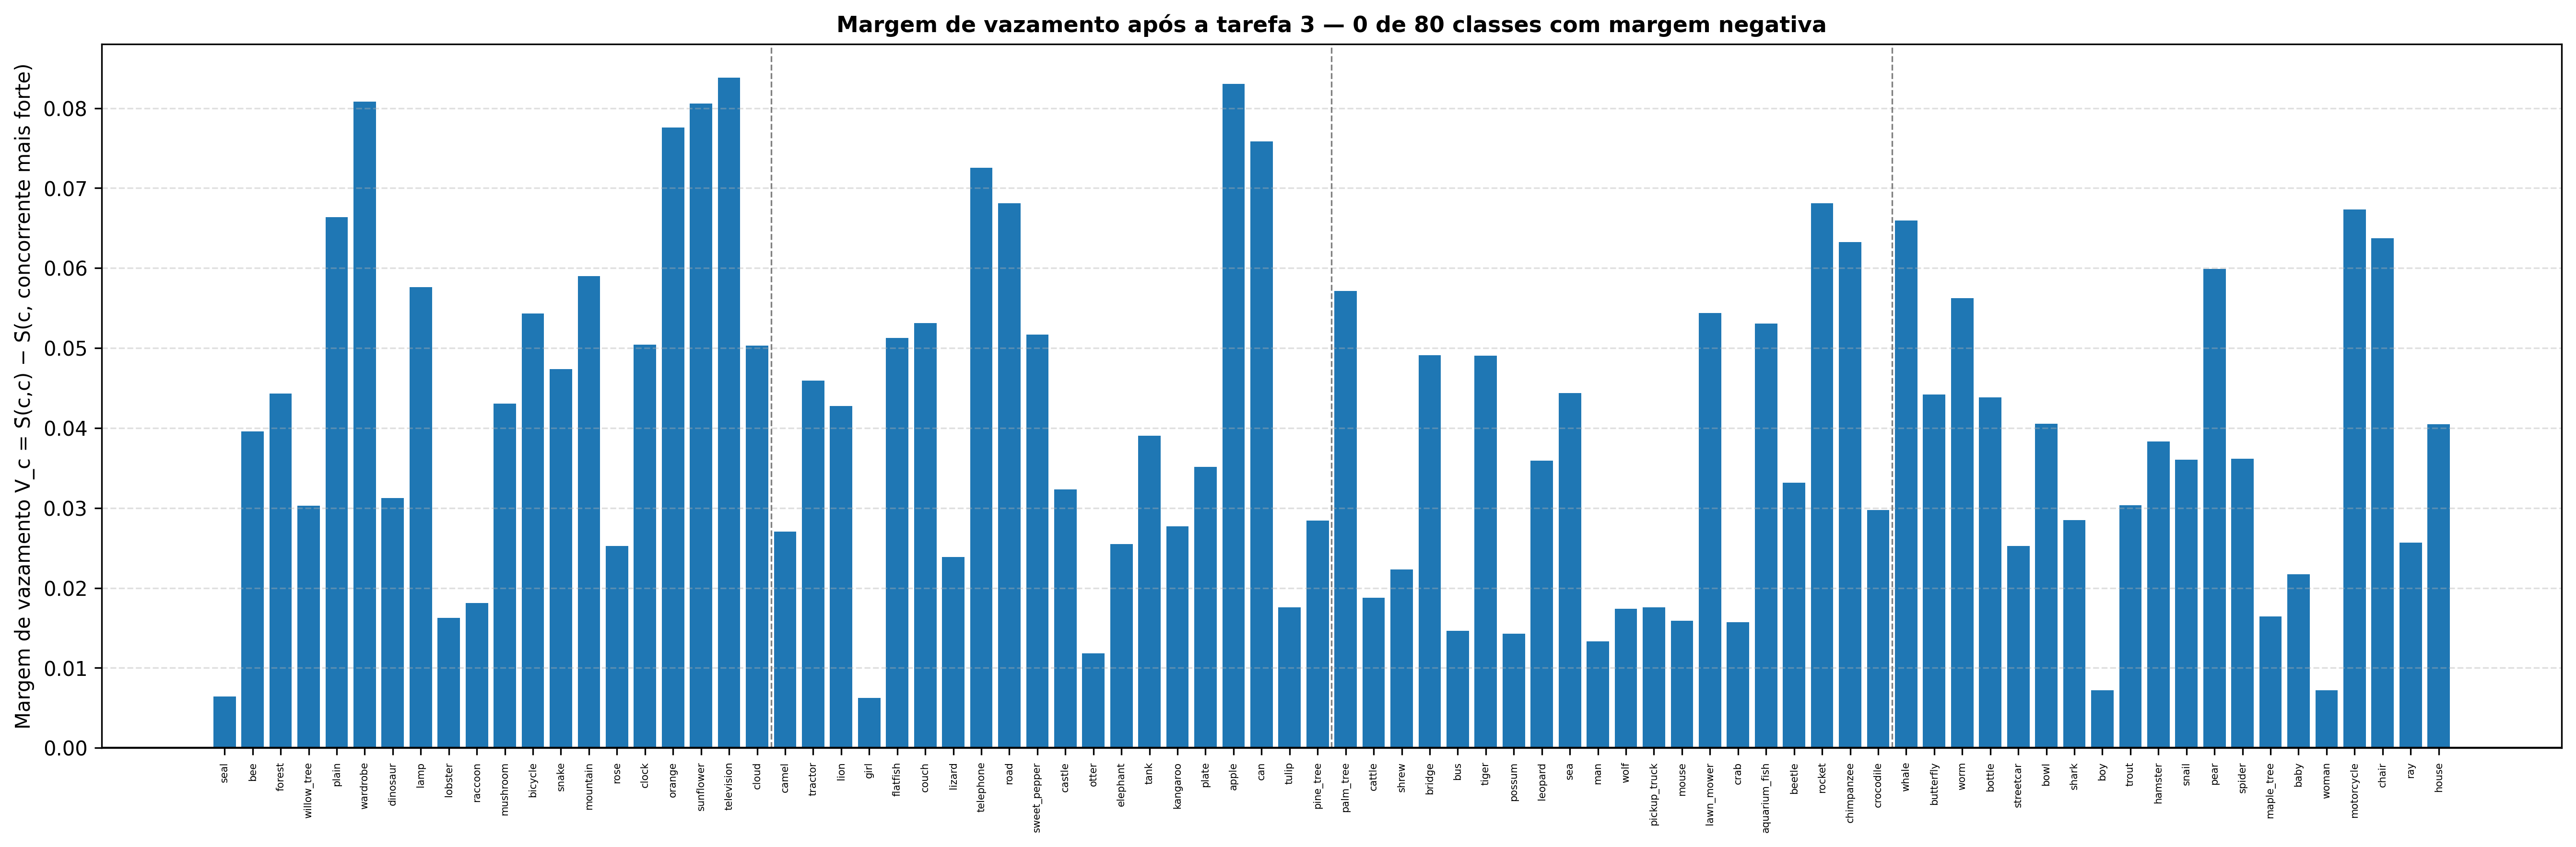 Margem de vazamento após a tarefa 3 — 0 de 80 classes com margem negativa
Margem de vazamento V_c = S(c,c) − S(c, concorrente mais forte)
0.08
0.07
0.06
0.05
0.04
0.03
0.02
0.01
0.00
seal
bee
forest
willow_tree
plain
wardrobe
dinosaur
lamp
lobster
raccoon
mushroom
bicycle
snake
mountain
rose
clock
orange
sunflower
television
cloud
camel
tractor
lion
girl
flatfish
couch
lizard
telephone
road
sweet_pepper
castle
otter
elephant
tank
kangaroo
plate
apple
can
tulip
pine_tree
palm_tree
cattle
shrew
bridge
bus
tiger
possum
leopard
sea
man
wolf
pickup_truck
mouse
lawn_mower
crab
aquarium_fish
beetle
rocket
chimpanzee
crocodile
whale
butterfly
worm
bottle
streetcar
bowl
shark
boy
trout
hamster
snail
pear
spider
maple_tree
baby
woman
motorcycle
chair
ray
house